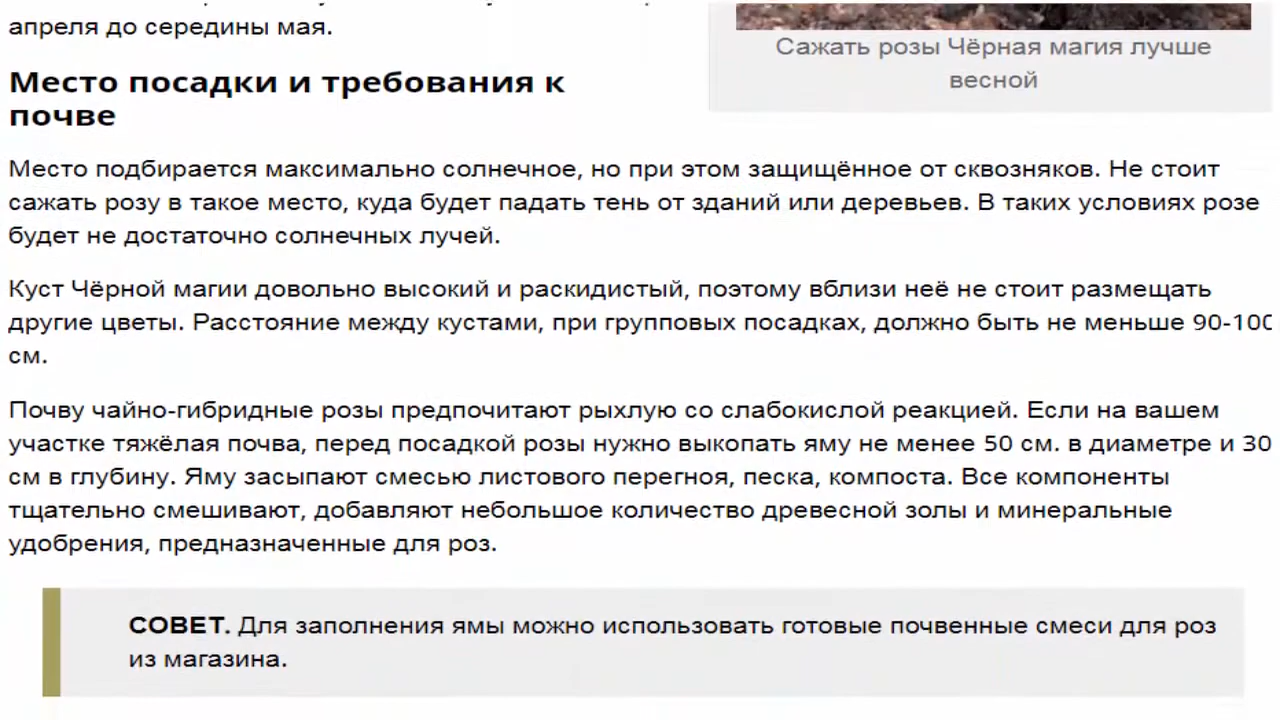 апреля до середины мая.
Сажать розы Чёрная магия лучше
весной
Место посадки и требования к
почве
Место подбирается максимально солнечное, но при этом защищённое от сквозняков. Не стоит
сажать розу в такое место, куда будет падать тень от зданий или деревьев. В таких условиях розе
будет не достаточно солнечных лучей.
Куст Чёрной магии довольно высокий и раскидистый, поэтому вблизи неё не стоит размещать
другие цветы. Расстояние между кустами, при групповых посадках, должно быть не меньше 90-100
см.
Почву чайно-гибридные розы предпочитают рыхлую со слабокислой реакцией. Если на вашем
участке тяжёлая почва, перед посадкой розы нужно выкопать яму не менее 50 см. в диаметре и 30
см в глубину. Яму засыпают смесью листового перегноя, песка, компоста. Все компоненты
тщательно смешивают, добавляют небольшое количество древесной золы и минеральные
удобрения, предназначенные для роз.
СОВЕТ. Для заполнения ямы можно использовать готовые почвенные смеси для роз
из магазина.